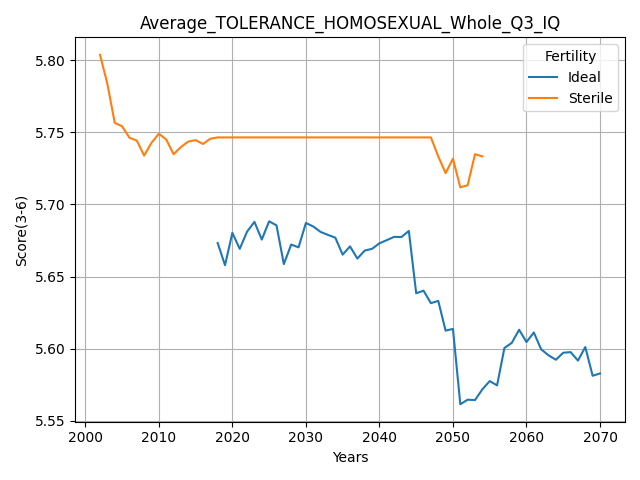 Average_TOLERANCE_HOMOSEXUAL_Whole_Q3_IQ
Fertility
Ideal
Sterile
Score(3-6)
5.80
5.75
5.70
5.65
5.60
5.55
2000 2010 2020 2030 2040 2050 2060 2070
Years